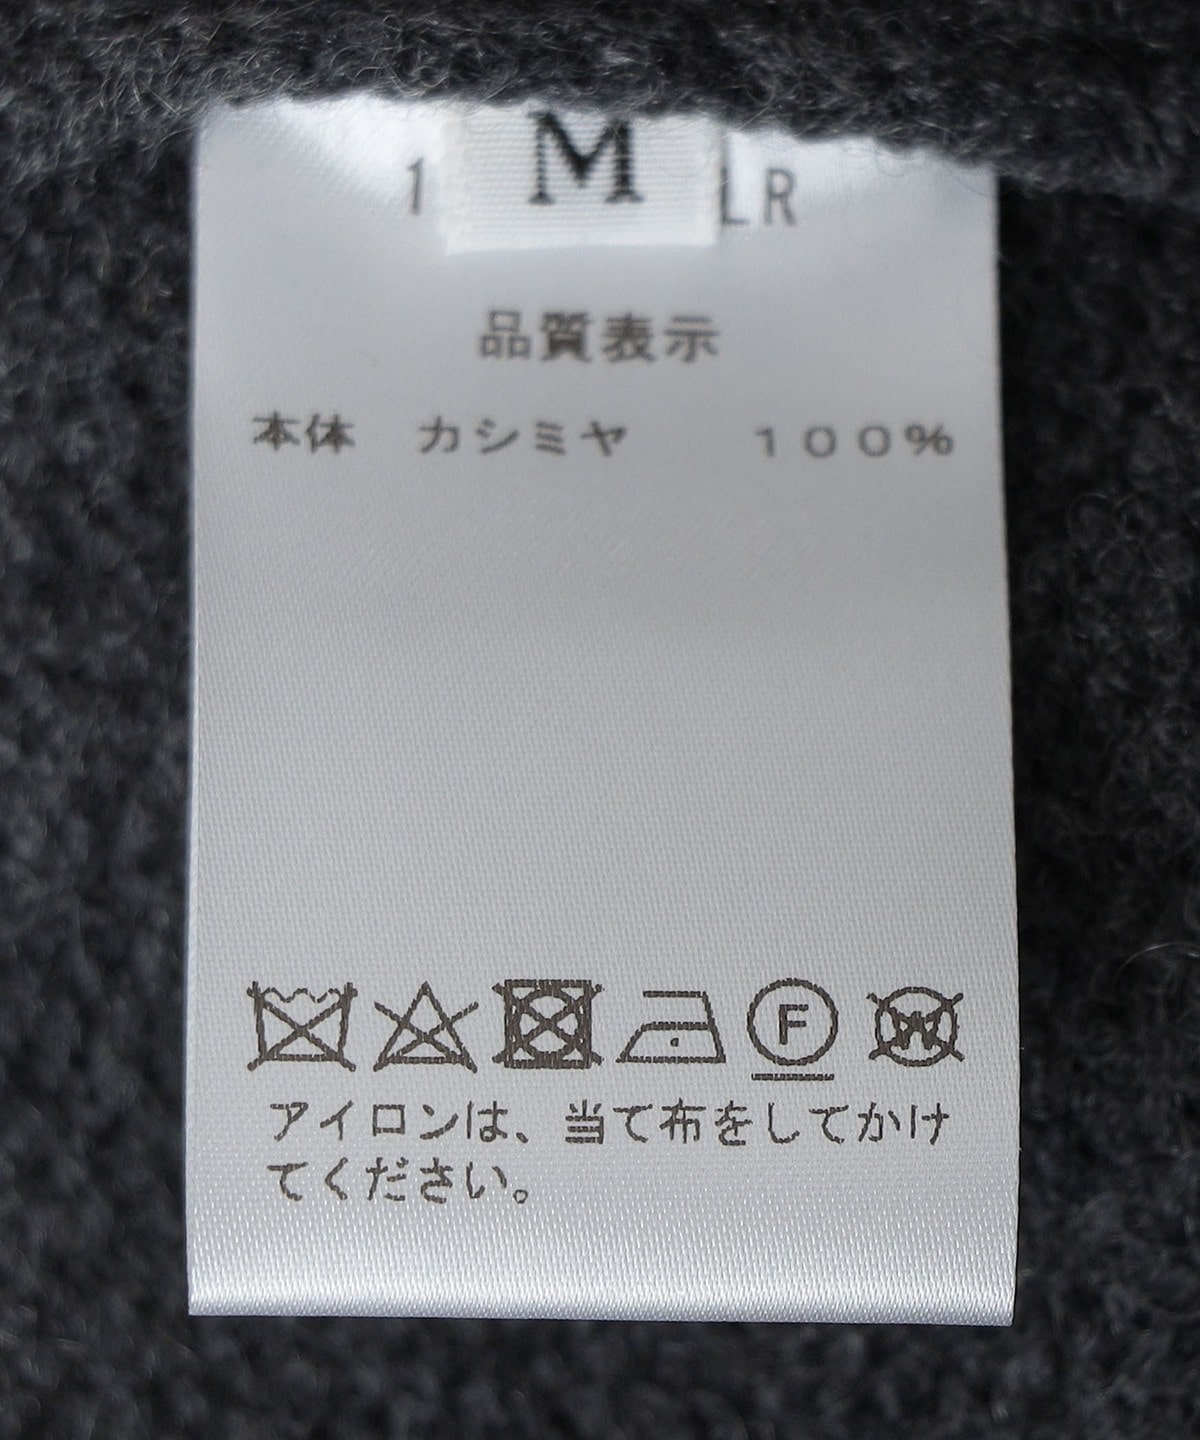 M
1 LR
品質表示
本体 カシミヤ 100%
F W
アイロンは、当て布をしてかけ
てください。